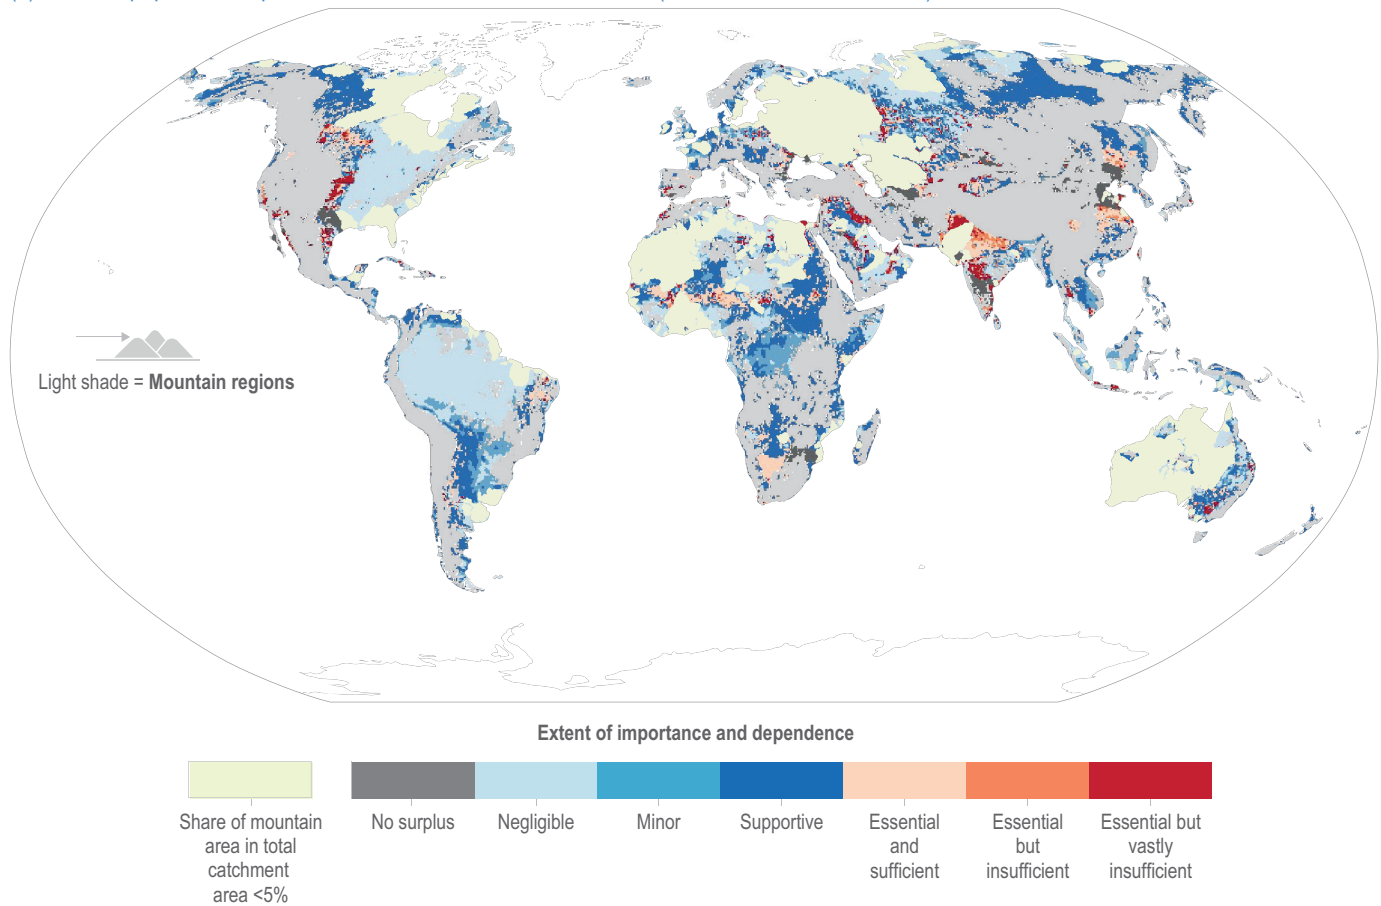 Light shade = Mountain regions
Extent of importance and dependence
Share of mountain
area in total
catchment
area <5%
No surplus
Negligible
Minor
Supportive
Essential
and
sufficient
Essential
but
insufficient
Essential but
vastly
insufficient